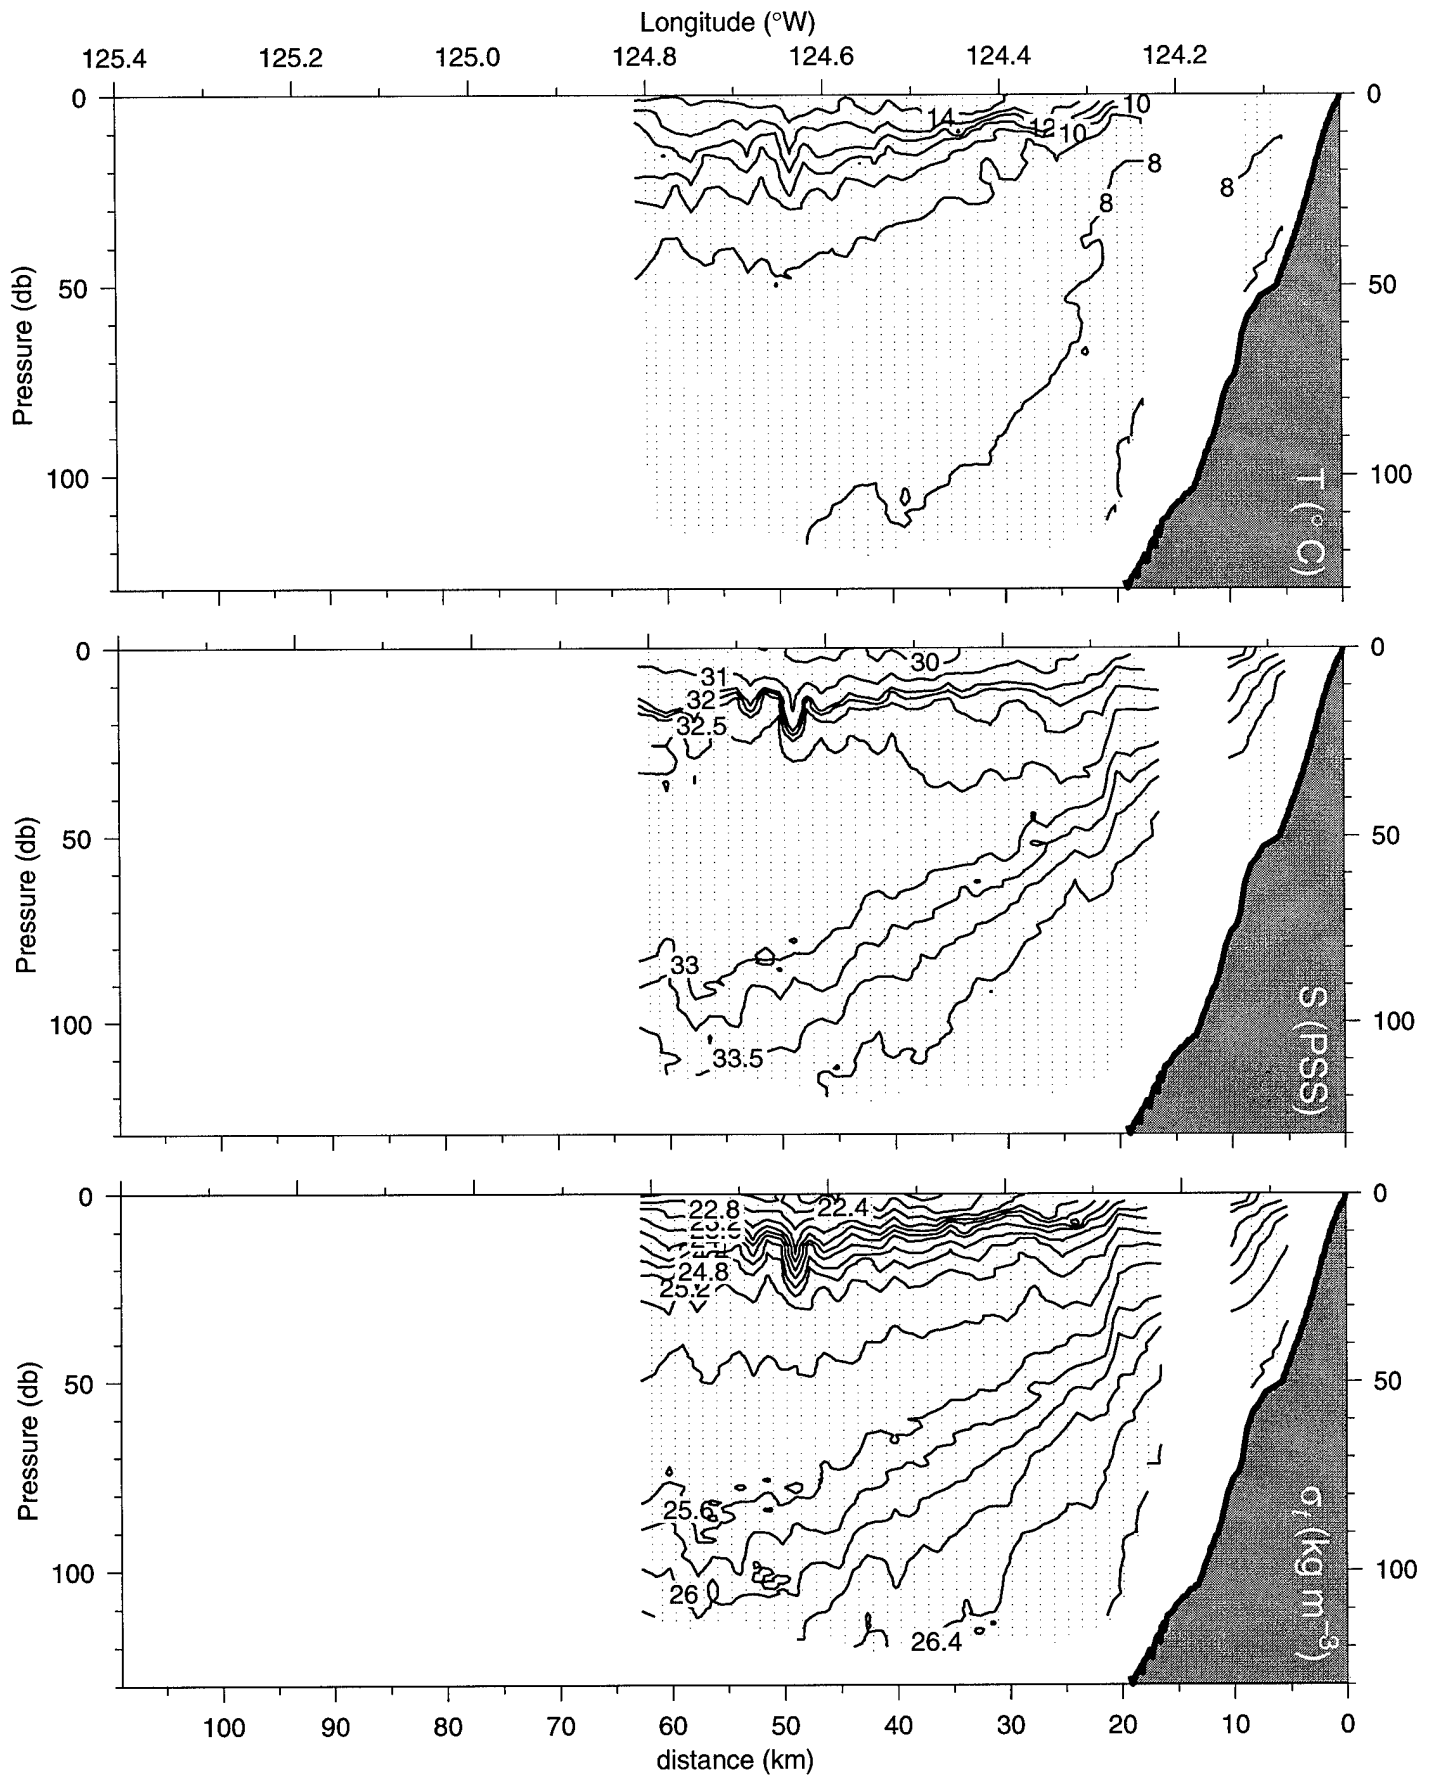 Longitude (°W)
125.4 125.2 125.0 124.8 124.6 124.4 124.2
0 14 12 10 10 0
8 8
8
Pressure (db)
50 50
100 100
T (° C)
0 30 0
31
32
32.5
Pressure (db)
50 50
33
100 100
33.5
S (PSS)
0 22.8 22.4 0
23.2
24.8
25.2
Pressure (db)
50 50
25.6
100 26 100
26.4
σt (kg m−3)
100 90 80 70 60 50 40 30 20 10 0
distance (km)